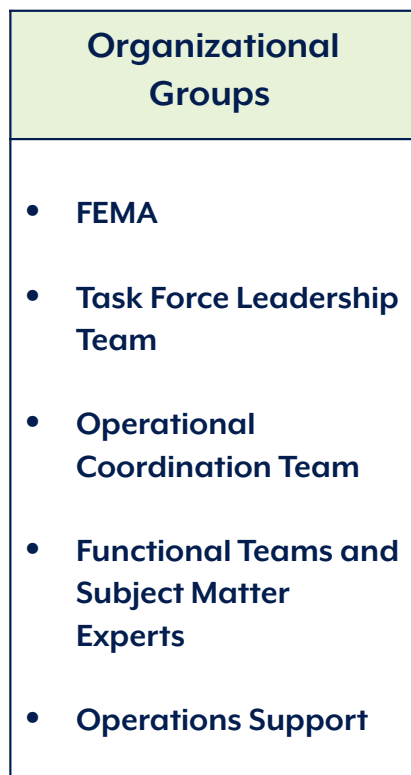 Organizational
Groups
• FEMA
• Task Force Leadership
Team
• Operational
Coordination Team
• Functional Teams and
Subject Matter
Experts
• Operations Support